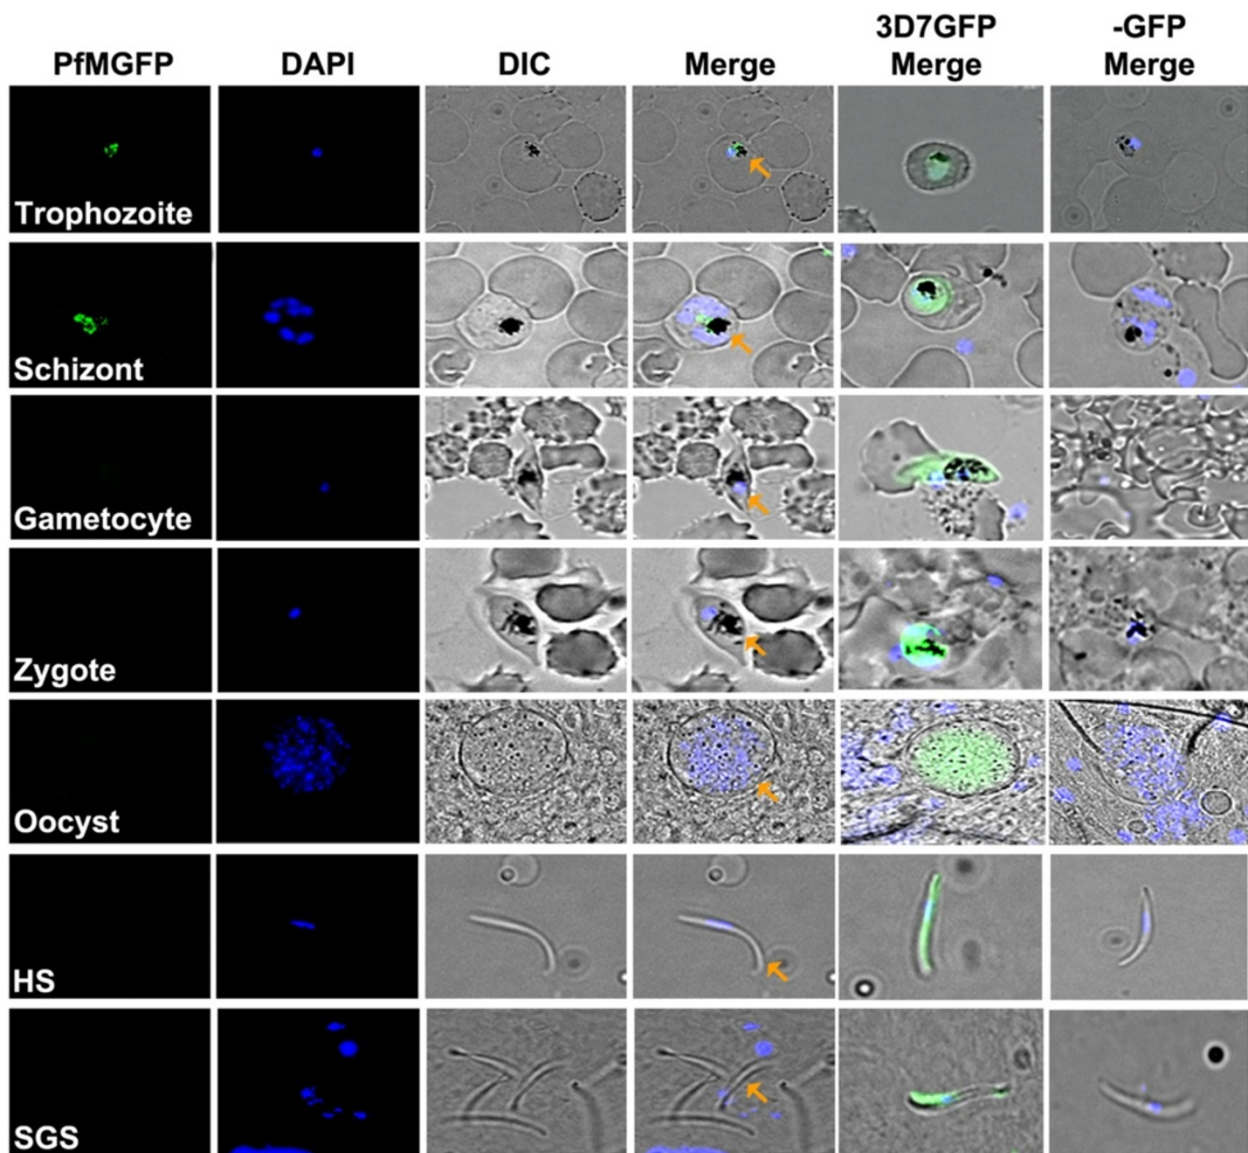 3D7GFP -GFP
PfMGFP DAPI DIC Merge Merge Merge
Trophozoite
Schizont
Gametocyte
Zygote
Oocyst
HS
SGS